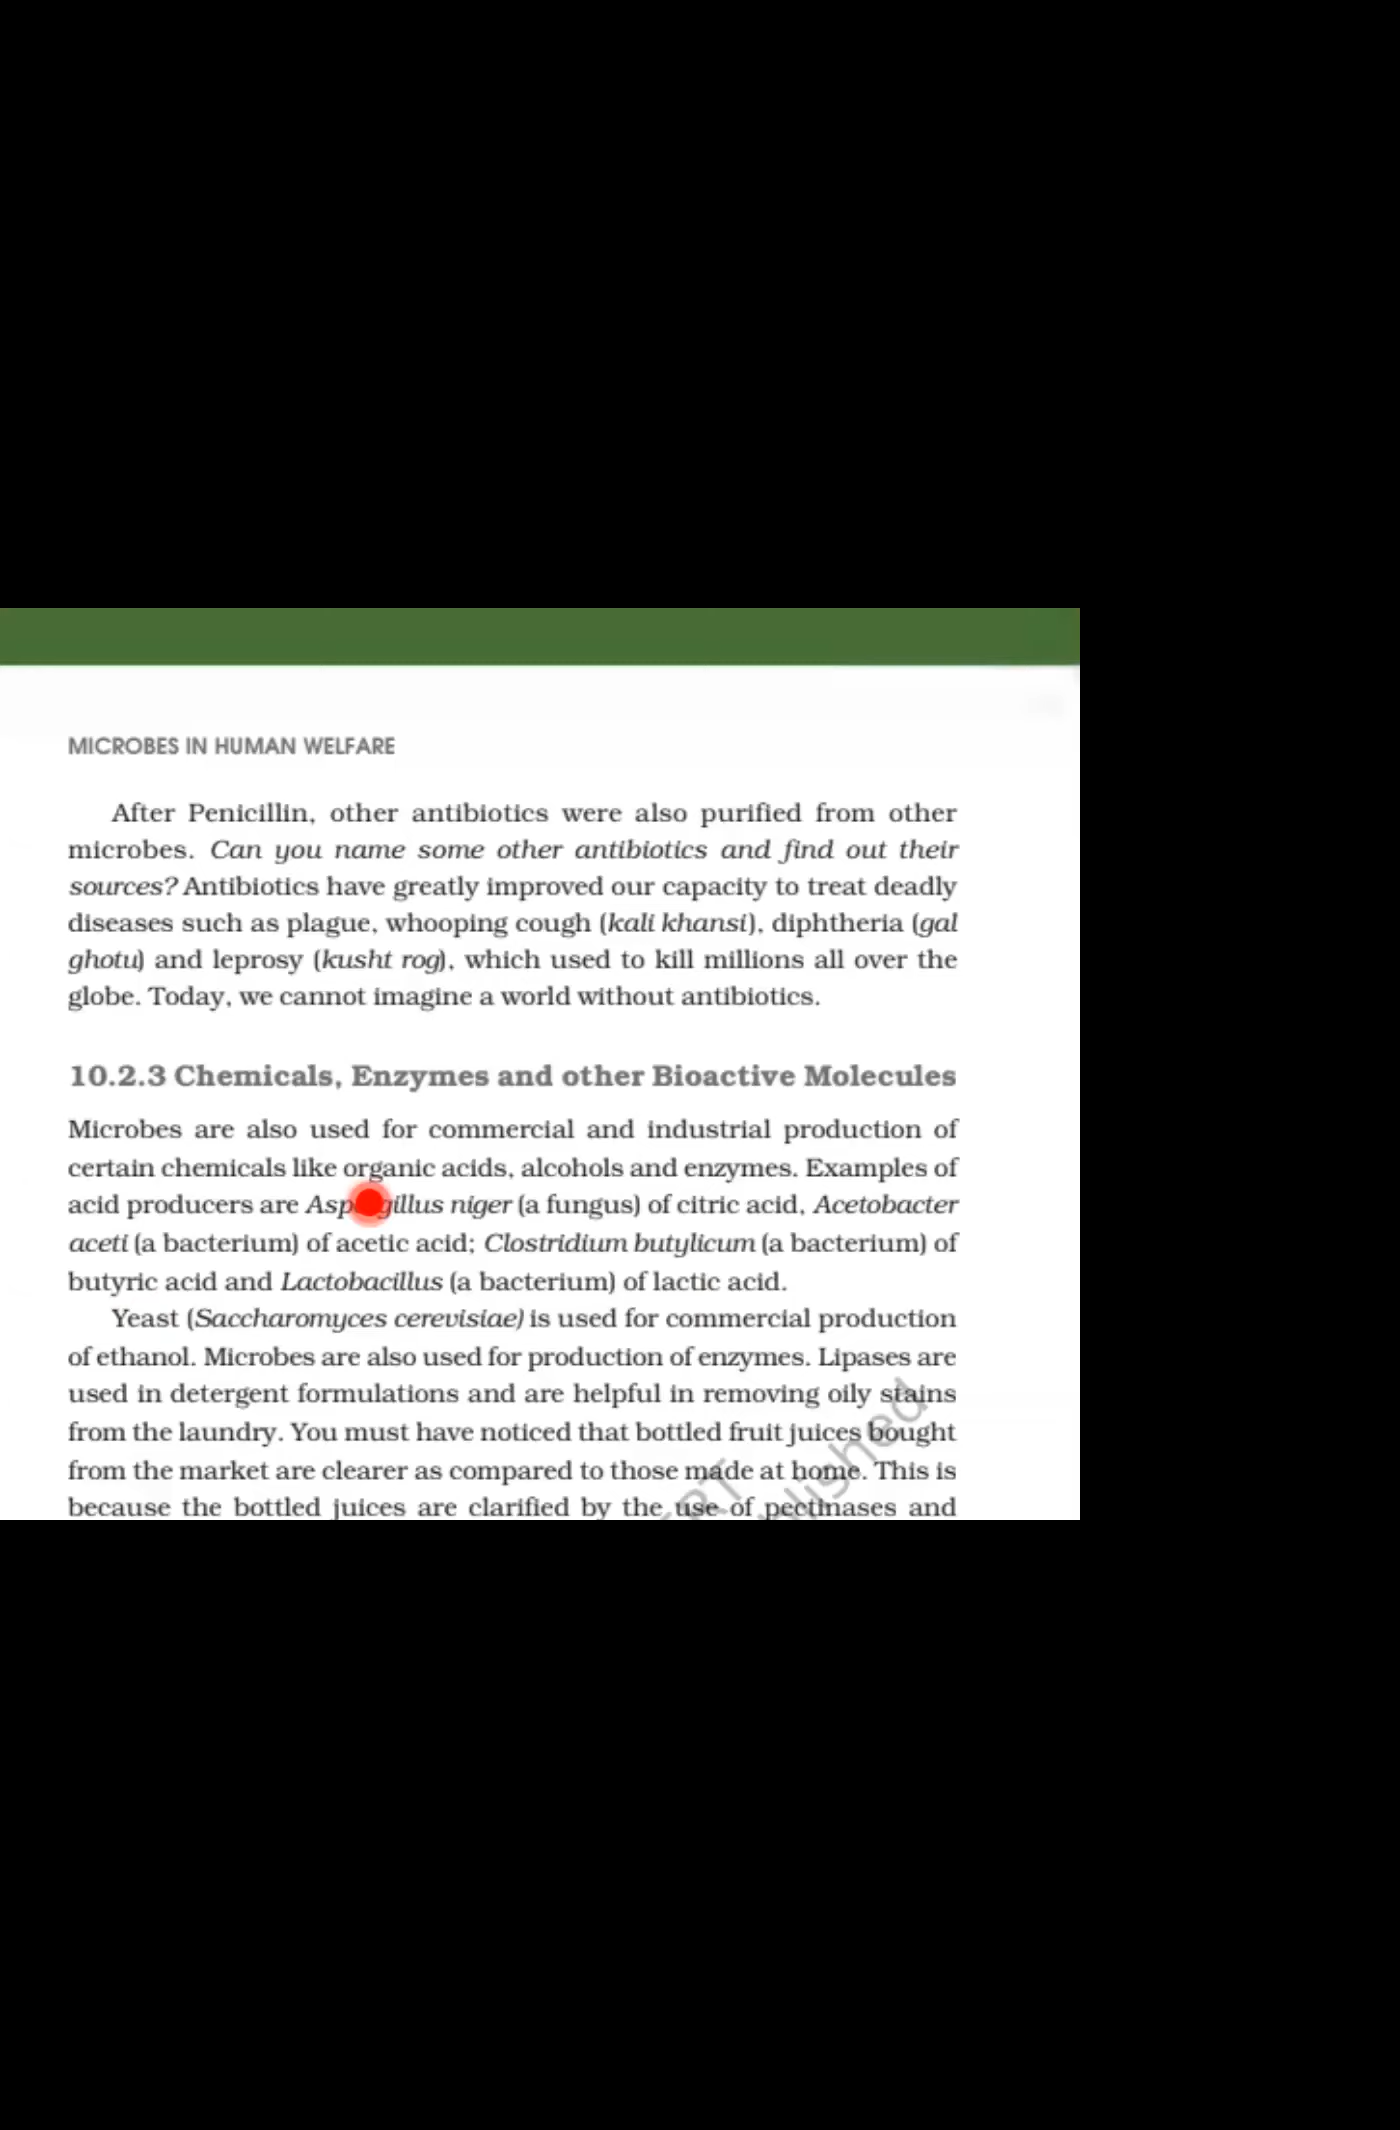 MICROBES IN HUMAN WELFARE
After Penicillin, other antibiotics were also purified from other
microbes. Can you name some other antibiotics and find out their
sources? Antibiotics have greatly improved our capacity to treat deadly
diseases such as plague, whooping cough (kali khansi), diphtheria (gal
ghotu) and leprosy (kusht rog), which used to kill millions all over the
globe. Today, we cannot imagine a world without antibiotics.
10.2.3 Chemicals, Enzymes and other Bioactive Molecules
Microbes are also used for commercial and industrial production of
certain chemicals like organic acids, alcohols and enzymes. Examples of
acid producers are niger (a fungus) of citric acid, Acetobacter
aceti (a bacterium) of acetic acid; Clostridium butylicum (a bacterium) of
butyric acid and Lactobacillus (a bacterium) of lactic acid.
Yeast (Saccharomyces cerevisiae) is used for commercial production
of ethanol. Microbes are also used for production of enzymes. Lipases are
used in detergent formulations and are helpful in removing oily stains
from the laundry. You must have noticed that bottled fruit juices bought
from the market are clearer as compared to those made at home. This is
because the bottled juices are clarified by the use of pectinases and